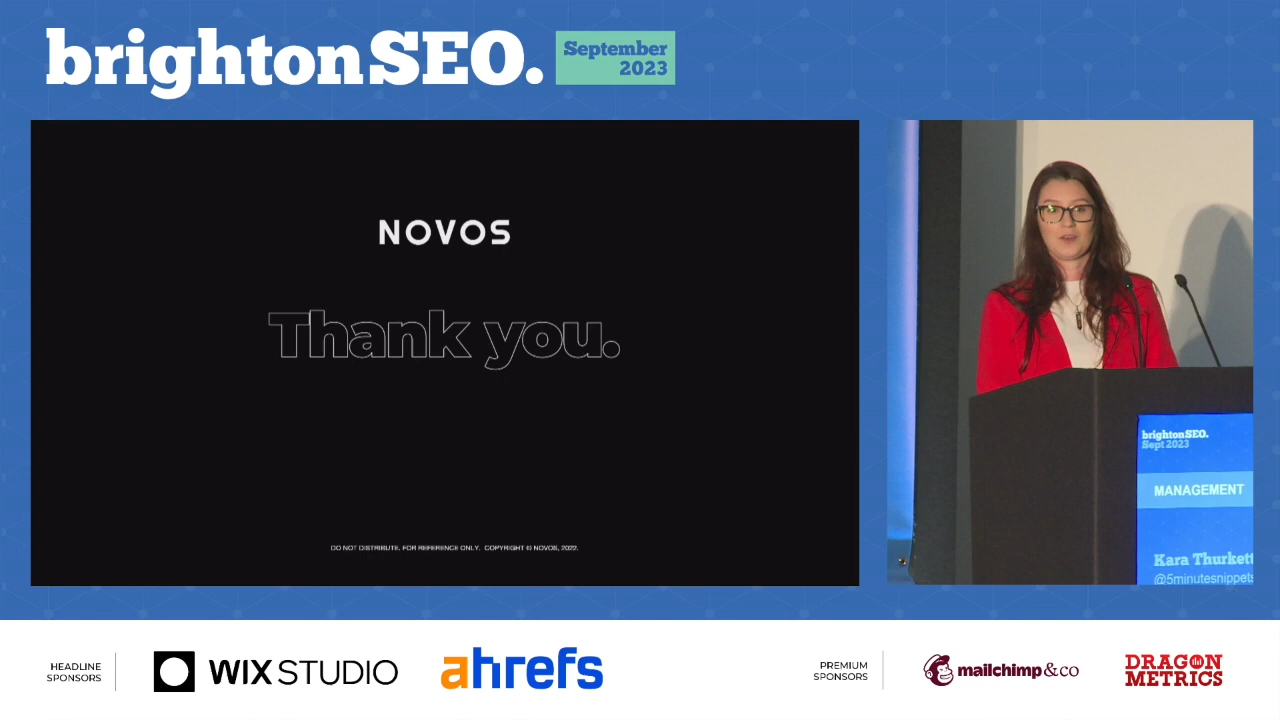 brightonSEO.
September
2023
NOVOS
Thank you.
DO NOT DISTRIBUTE. FOR REFERENCE ONLY. COPYRIGHT © NOVOS, 2022.
brightonSEO.
Sept 2023
MANAGEMENT
Kara Thurkett
@5minutesnippets
HEADLINE
SPONSORS
WIX STUDIO
ahrefs
PREMIUM
SPONSORS
mailchimp&co
DRAGON
METRICS